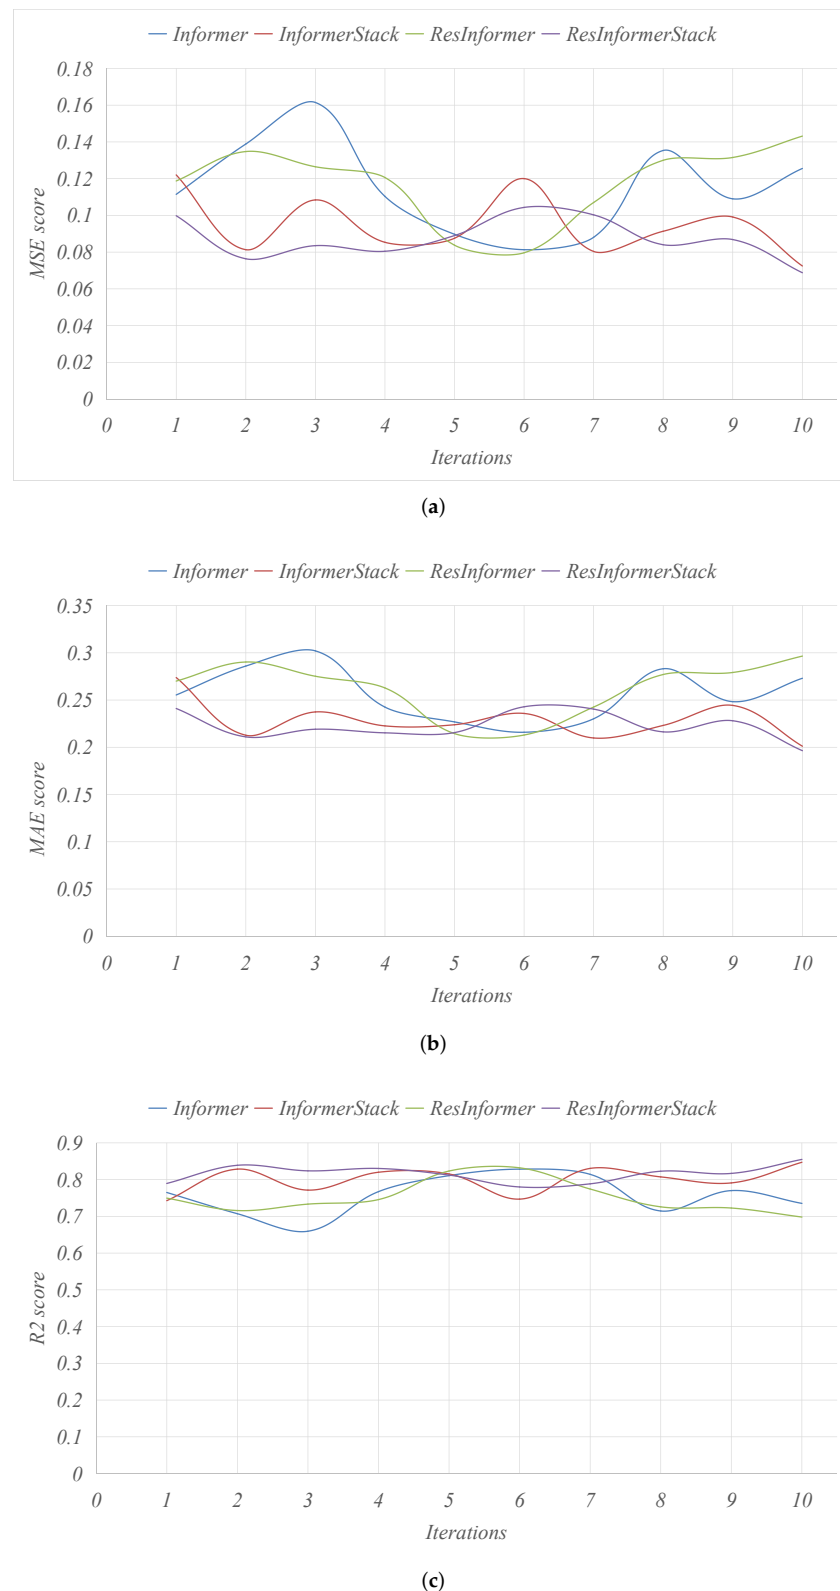 Informer InformerStack ResInformer ResInformerStack
0.18
0.16
0.14
0.12
0.1
0.08
0.06
0.04
0.02
0
MSE score
0 1 2 3 4 5 6 7 8 9 10
Iterations
(a)
Informer InformerStack ResInformer ResInformerStack
0.35
0.3
0.25
0.2
0.15
0.1
0.05
0
MAE score
0 1 2 3 4 5 6 7 8 9 10
Iterations
(b)
Informer InformerStack ResInformer ResInformerStack
0.9
0.8
0.7
0.6
0.5
0.4
0.3
0.2
0.1
0
R2 score
0 1 2 3 4 5 6 7 8 9 10
Iterations
(c)